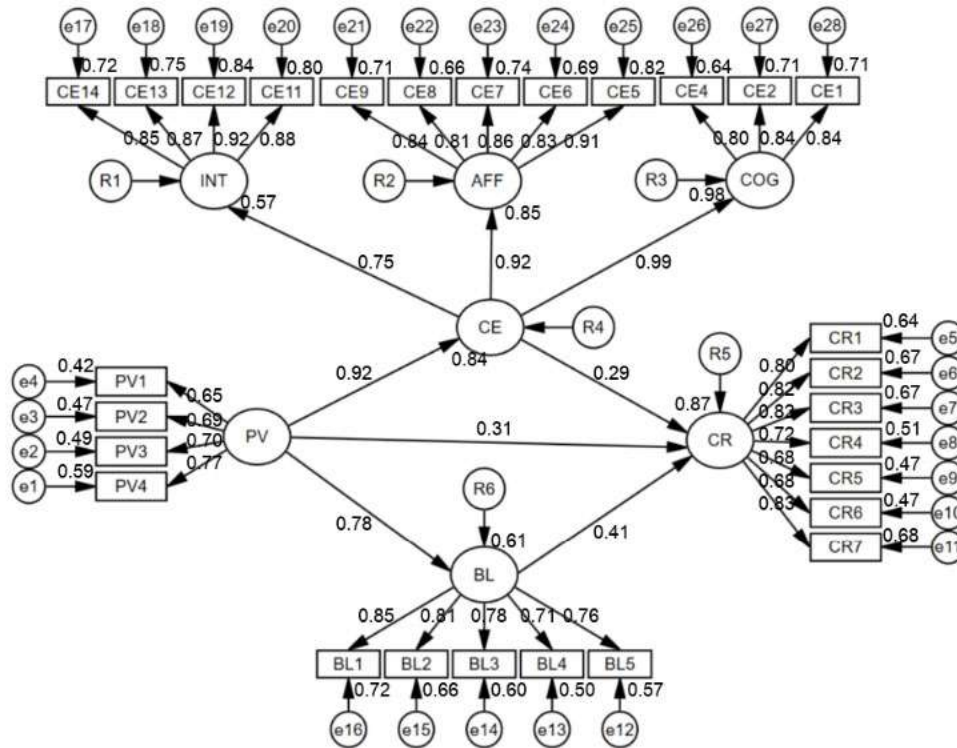 e17 e18 e19 e20 e21 e22 e23 e24 e25 e26 e27 e28
0.72 0.75 0.84 0.80 0.71 0.66 0.74 0.69 0.82 0.64 0.71 0.71
CE14 CE13 CE12 CE11 CE9 CE8 CE7 CE6 CE5 CE4 CE2 CE1
0.85 0.87 0.92 0.88 0.84 0.81 0.86 0.83 0.91 0.80 0.84 0.84
R1 INT R2 AFF R3 COG
0.57 0.85 0.98
0.75 0.92 0.99
CE R4
0.84
R5
CR1 0.64 e5
0.92 0.29 0.80
0.42 PV1 0.65
e4
CR2 0.67 e6
0.82
e3 0.47 PV2 0.69
0.87 0.82 CR3 0.67 e7
PV 0.31 CR
e2 0.49 PV3 0.70
0.72 CR4 0.51 e8
e1 0.59 PV4 0.77
0.68 CR5 0.47 e9
R6
0.68 CR6 0.47 e10
0.83
0.78 0.61 0.41
CR7 0.68 e11
BL
0.85 0.81 0.78 0.71 0.76
BL1 BL2 BL3 BL4 BL5
0.72 0.66 0.60 0.50 0.57
e16 e15 e14 e13 e12